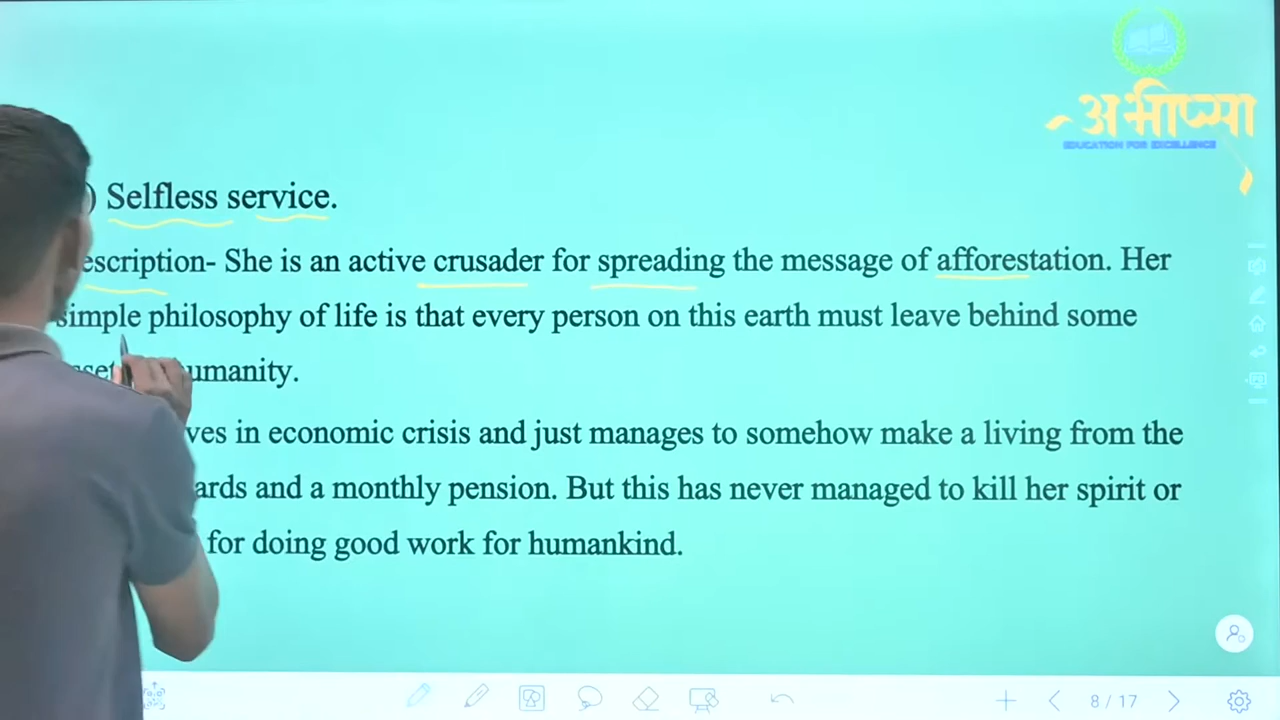 अभीप्सा
EDUCATION FOR EXCELLENCE
) Selfless service.
escription- She is an active crusader for spreading the message of afforestation. Her
simple philosophy of life is that every person on this earth must leave behind some
umanity.
ves in economic crisis and just manages to somehow make a living from the
ards and a monthly pension. But this has never managed to kill her spirit or
for doing good work for humankind.
8 / 17